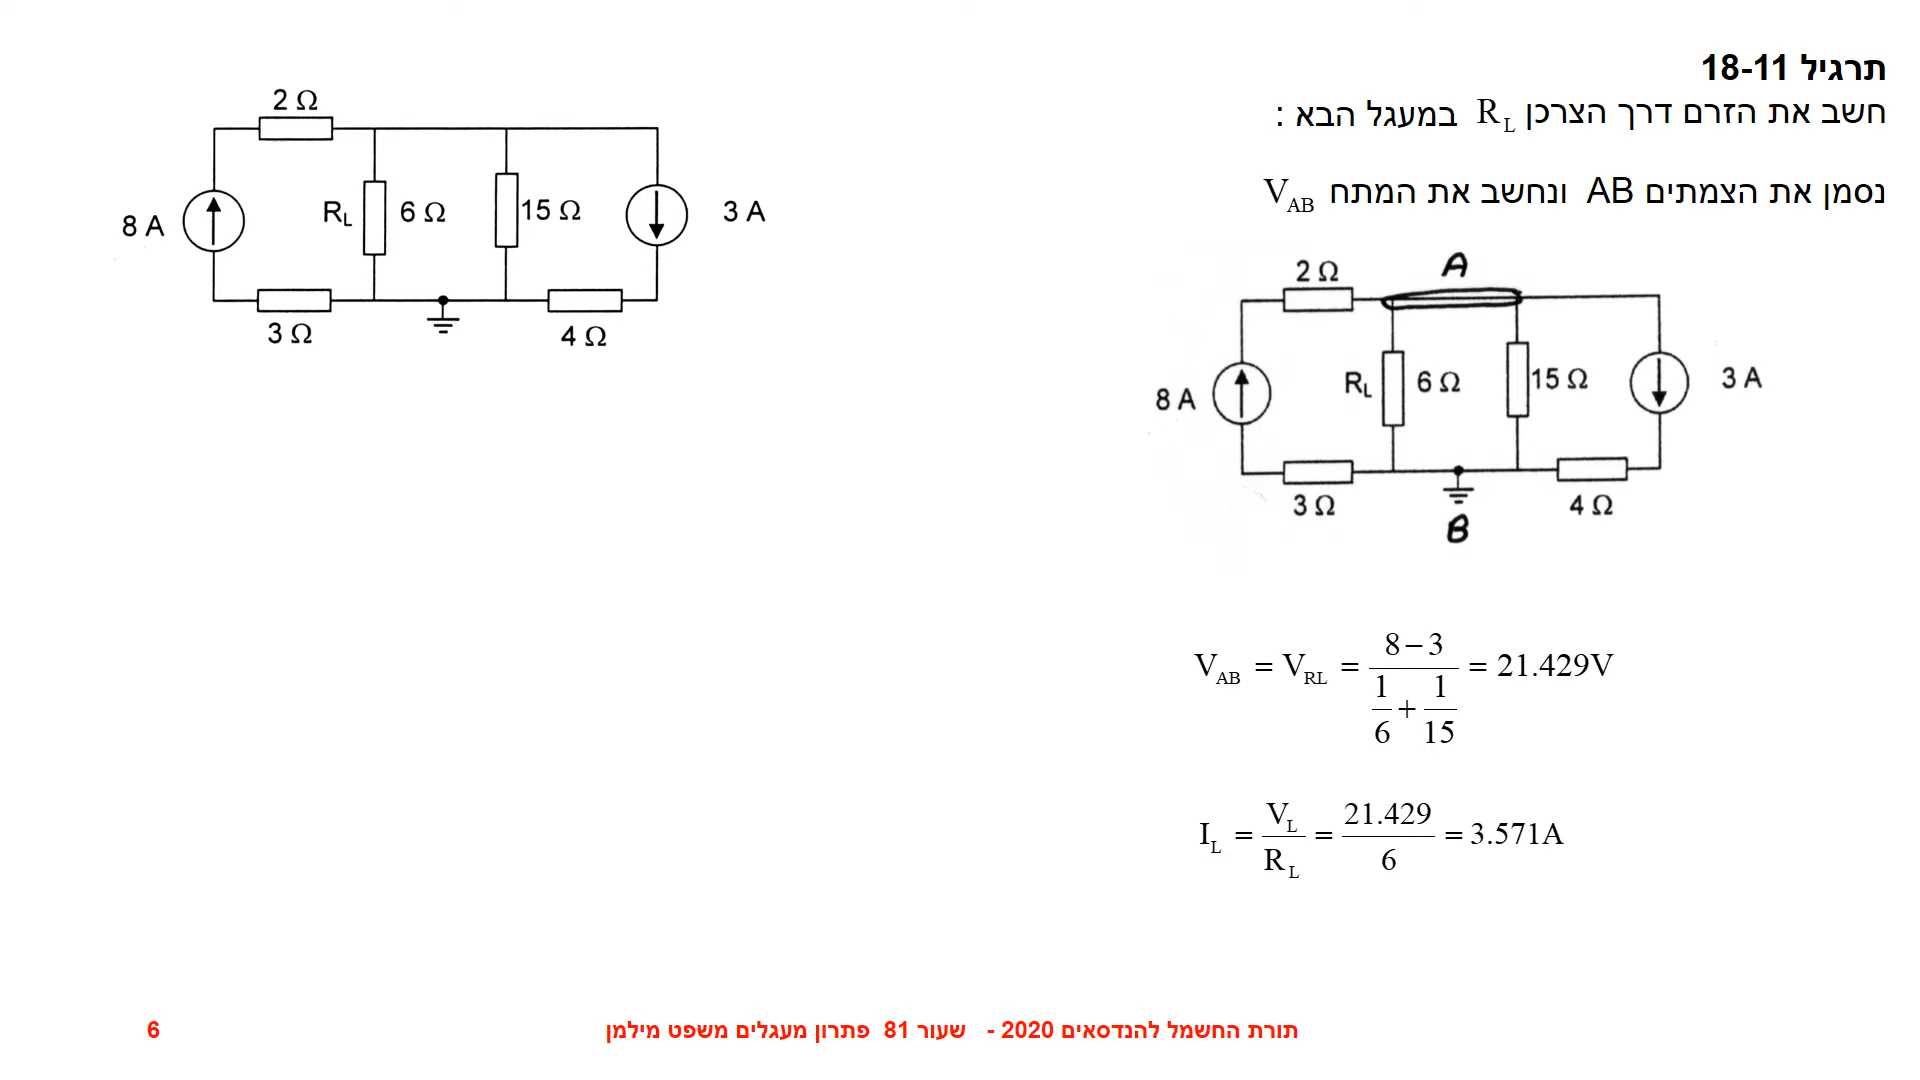 תרגיל 18-11
חשב את הזרם דרך הצרכן R_L במעגל הבא :
נסמן את הצמתים AB ונחשב את המתח V_AB
2 Ω
8 A
R_L
6 Ω
15 Ω
3 A
3 Ω
4 Ω
A
2 Ω
8 A
R_L
6 Ω
15 Ω
3 A
3 Ω
4 Ω
B
V_AB = V_RL = (8 − 3) / (1/6 + 1/15) = 21.429V
I_L = V_L / R_L = 21.429 / 6 = 3.571A
תורת החשמל להנדסאים 2020 - שעור 81 פתרון מעגלים משפט מילמן
6